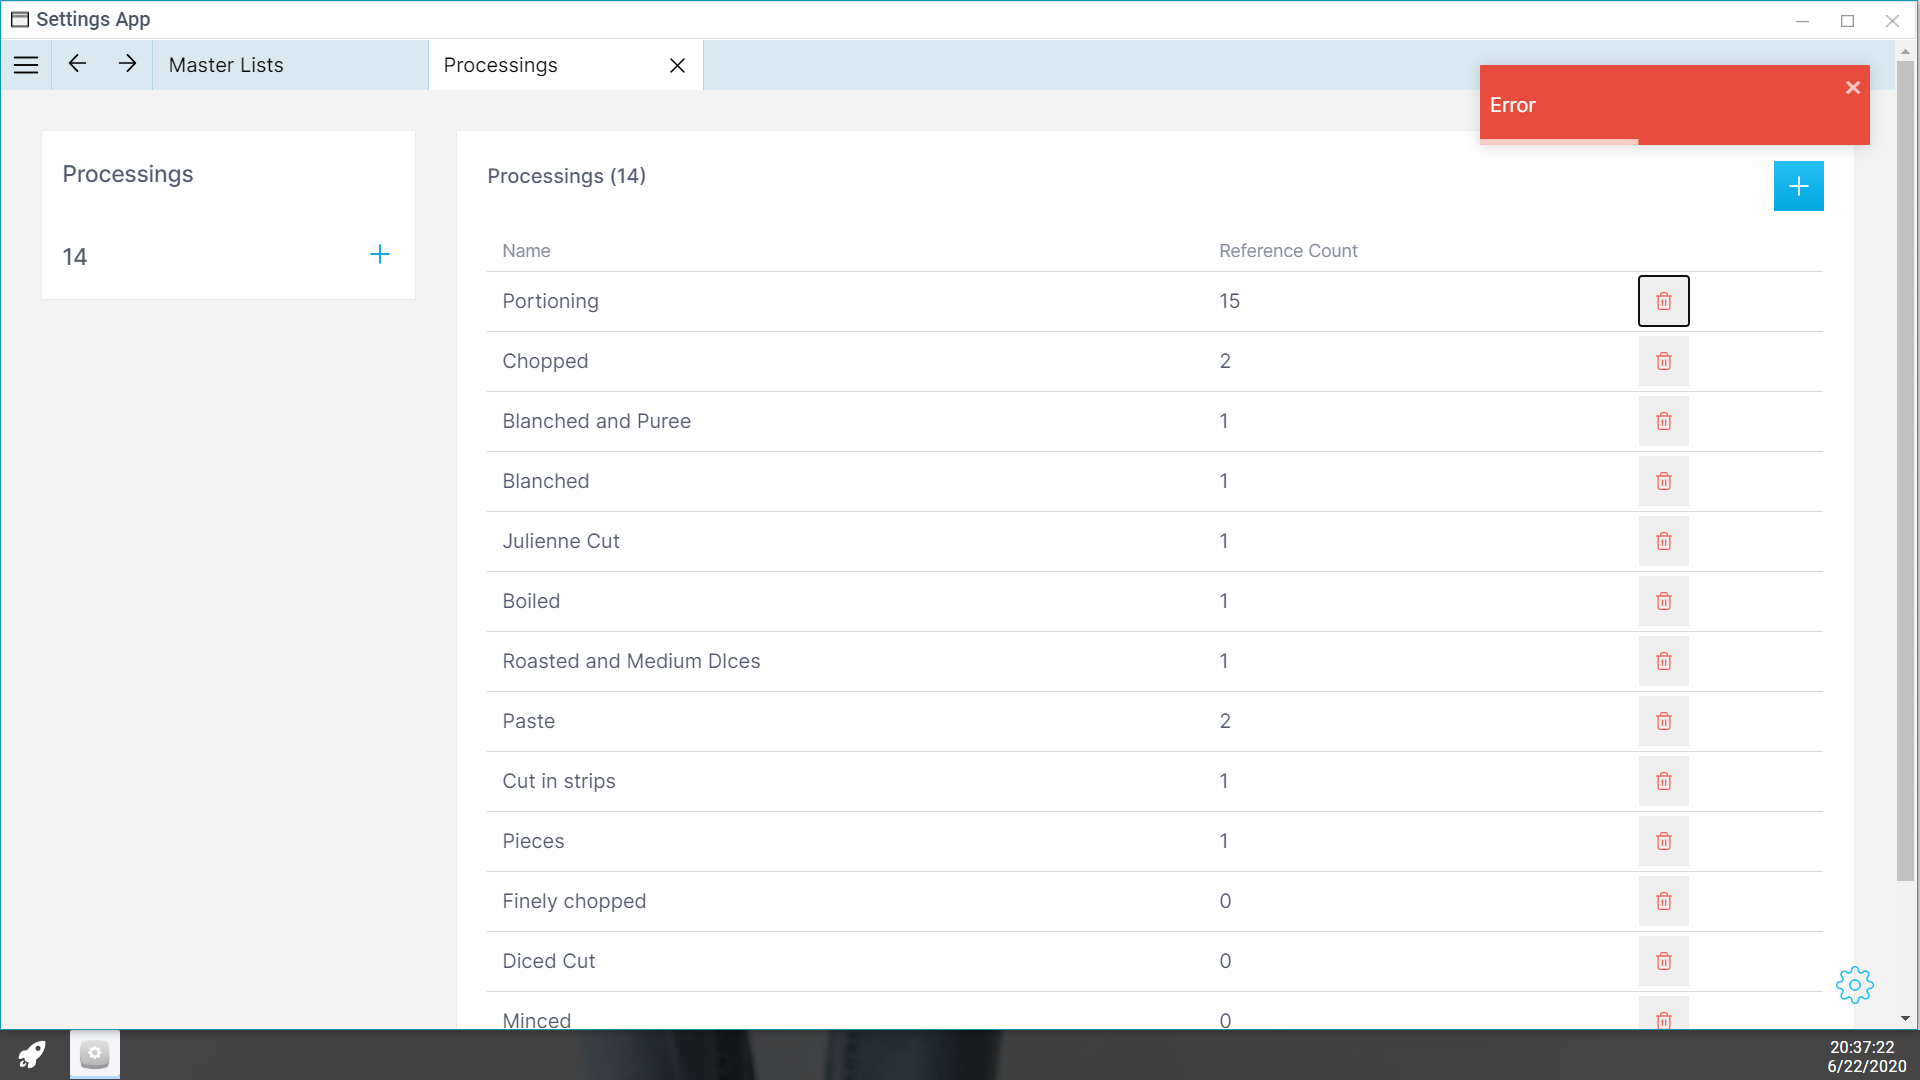 Settings App
Master Lists
Processings
Error
Processings
14
Processings (14)
Name Reference Count
Portioning 15
Chopped 2
Blanched and Puree 1
Blanched 1
Julienne Cut 1
Boiled 1
Roasted and Medium DIces 1
Paste 2
Cut in strips 1
Pieces 1
Finely chopped 0
Diced Cut 0
Minced 0
20:37:22
6/22/2020